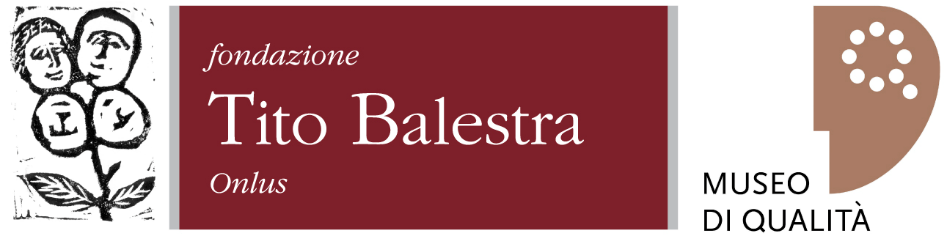 fondazione
Tito Balestra
Onlus
MUSEO
DI QUALITÀ